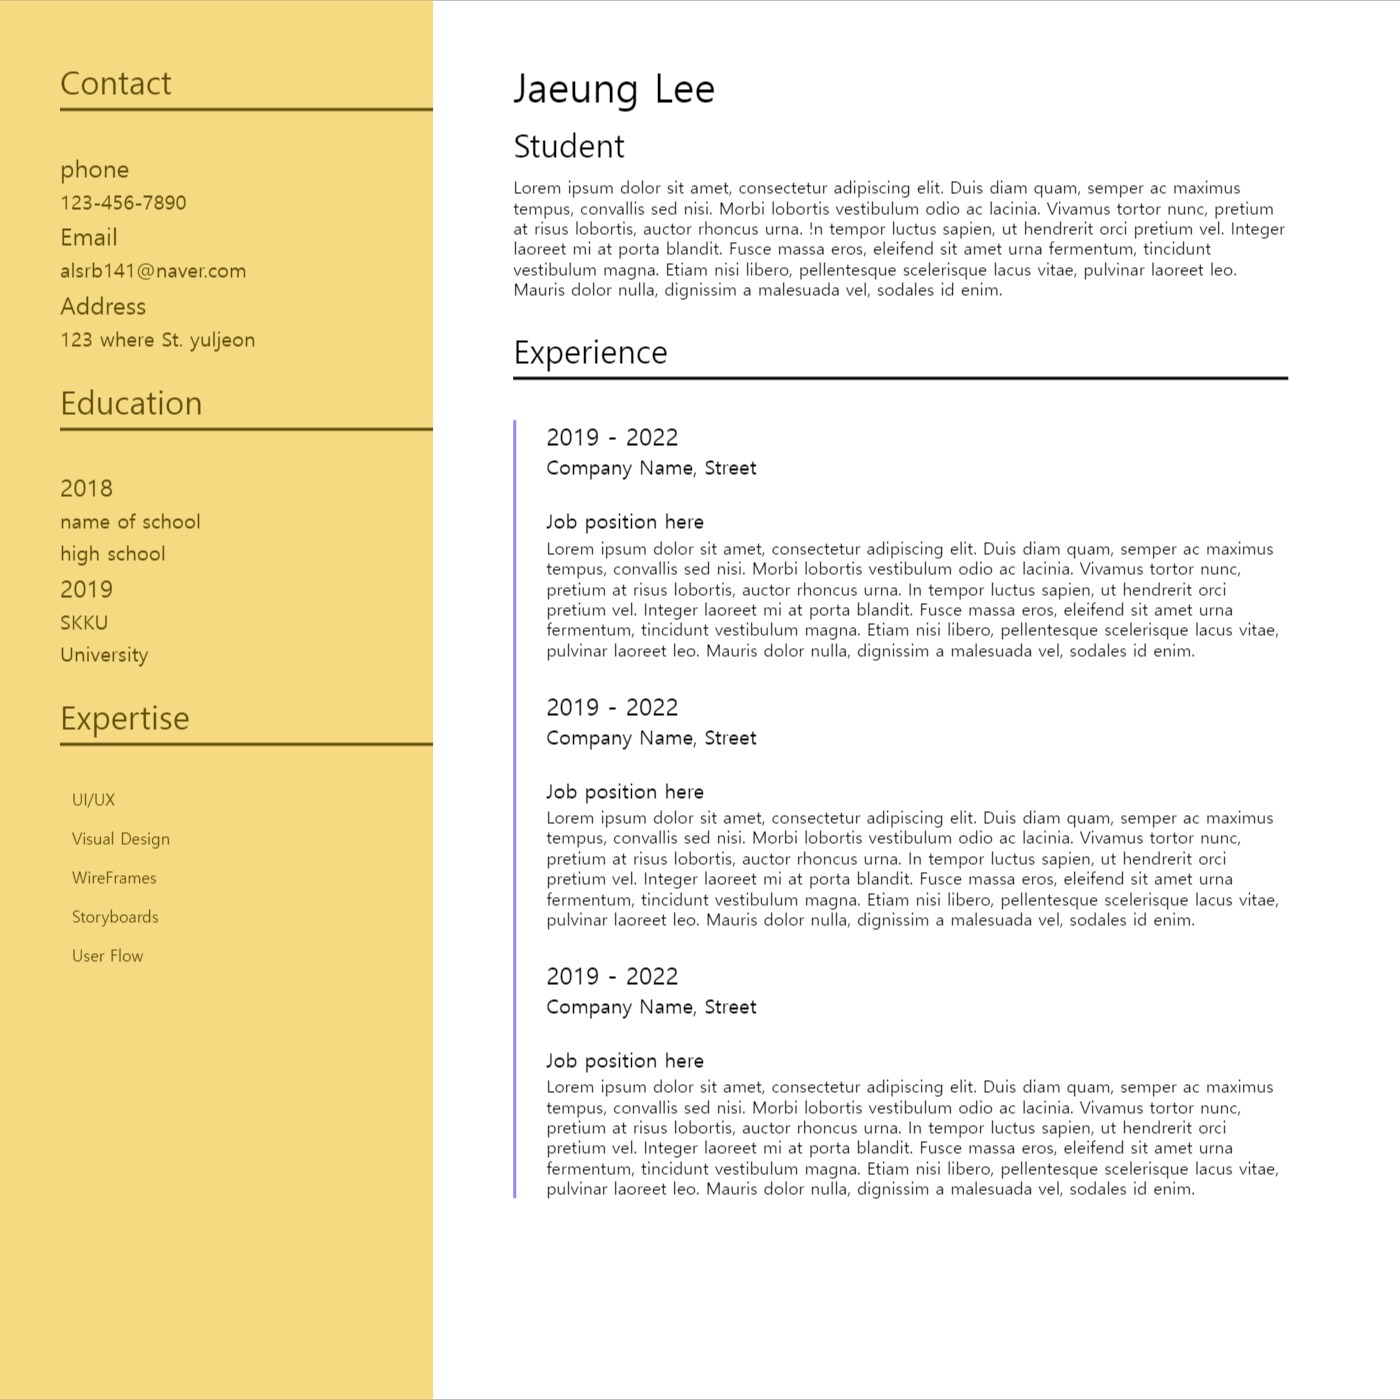 Contact
phone
123-456-7890
Email
alsrb141@naver.com
Address
123 where St. yuljeon
Education
2018
name of school
high school
2019
SKKU
University
Expertise
UI/UX
Visual Design
WireFrames
Storyboards
User Flow
Jaeung Lee
Student
Lorem ipsum dolor sit amet, consectetur adipiscing elit. Duis diam quam, semper ac maximus
tempus, convallis sed nisi. Morbi lobortis vestibulum odio ac lacinia. Vivamus tortor nunc, pretium
at risus lobortis, auctor rhoncus urna. !n tempor luctus sapien, ut hendrerit orci pretium vel. Integer
laoreet mi at porta blandit. Fusce massa eros, eleifend sit amet urna fermentum, tincidunt
vestibulum magna. Etiam nisi libero, pellentesque scelerisque lacus vitae, pulvinar laoreet leo.
Mauris dolor nulla, dignissim a malesuada vel, sodales id enim.
Experience
2019 - 2022
Company Name, Street
Job position here
Lorem ipsum dolor sit amet, consectetur adipiscing elit. Duis diam quam, semper ac maximus
tempus, convallis sed nisi. Morbi lobortis vestibulum odio ac lacinia. Vivamus tortor nunc,
pretium at risus lobortis, auctor rhoncus urna. In tempor luctus sapien, ut hendrerit orci
pretium vel. Integer laoreet mi at porta blandit. Fusce massa eros, eleifend sit amet urna
fermentum, tincidunt vestibulum magna. Etiam nisi libero, pellentesque scelerisque lacus vitae,
pulvinar laoreet leo. Mauris dolor nulla, dignissim a malesuada vel, sodales id enim.
2019 - 2022
Company Name, Street
Job position here
Lorem ipsum dolor sit amet, consectetur adipiscing elit. Duis diam quam, semper ac maximus
tempus, convallis sed nisi. Morbi lobortis vestibulum odio ac lacinia. Vivamus tortor nunc,
pretium at risus lobortis, auctor rhoncus urna. In tempor luctus sapien, ut hendrerit orci
pretium vel. Integer laoreet mi at porta blandit. Fusce massa eros, eleifend sit amet urna
fermentum, tincidunt vestibulum magna. Etiam nisi libero, pellentesque scelerisque lacus vitae,
pulvinar laoreet leo. Mauris dolor nulla, dignissim a malesuada vel, sodales id enim.
2019 - 2022
Company Name, Street
Job position here
Lorem ipsum dolor sit amet, consectetur adipiscing elit. Duis diam quam, semper ac maximus
tempus, convallis sed nisi. Morbi lobortis vestibulum odio ac lacinia. Vivamus tortor nunc,
pretium at risus lobortis, auctor rhoncus urna. In tempor luctus sapien, ut hendrerit orci
pretium vel. Integer laoreet mi at porta blandit. Fusce massa eros, eleifend sit amet urna
fermentum, tincidunt vestibulum magna. Etiam nisi libero, pellentesque scelerisque lacus vitae,
pulvinar laoreet leo. Mauris dolor nulla, dignissim a malesuada vel, sodales id enim.